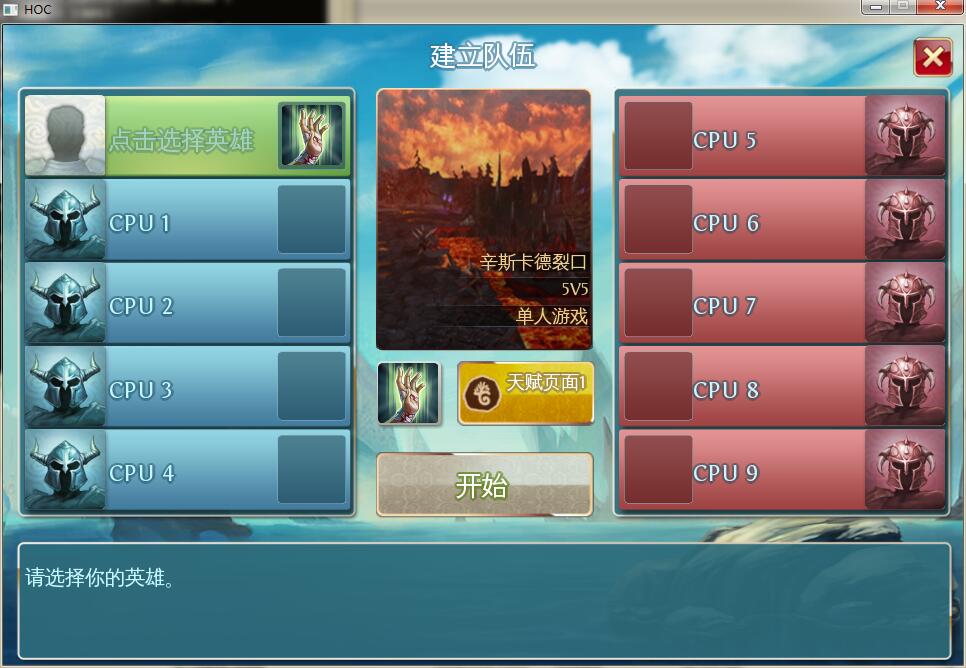 HOC
建立队伍
点击选择英雄
CPU 1
CPU 2
CPU 3
CPU 4
辛斯卡德裂口
5V5
单人游戏
天赋页面1
开始
CPU 5
CPU 6
CPU 7
CPU 8
CPU 9
请选择你的英雄。